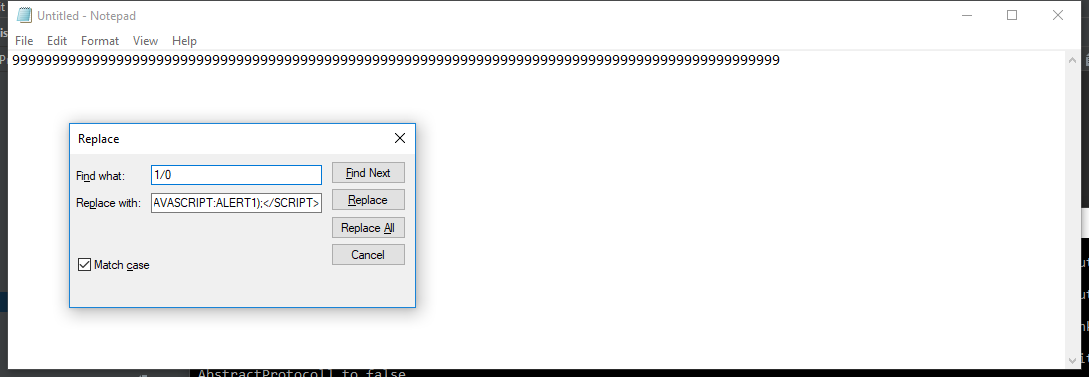 Untitled - Notepad
File Edit Format View Help
999999999999999999999999999999999999999999999999999999999999999999999999999999999999999999999999
Replace
Find what: 1/0 Find Next
Replace with: AVASCRIPT:ALERT1);</SCRIPT> Replace
Replace All
Match case Cancel
AbstractProtocol] to false